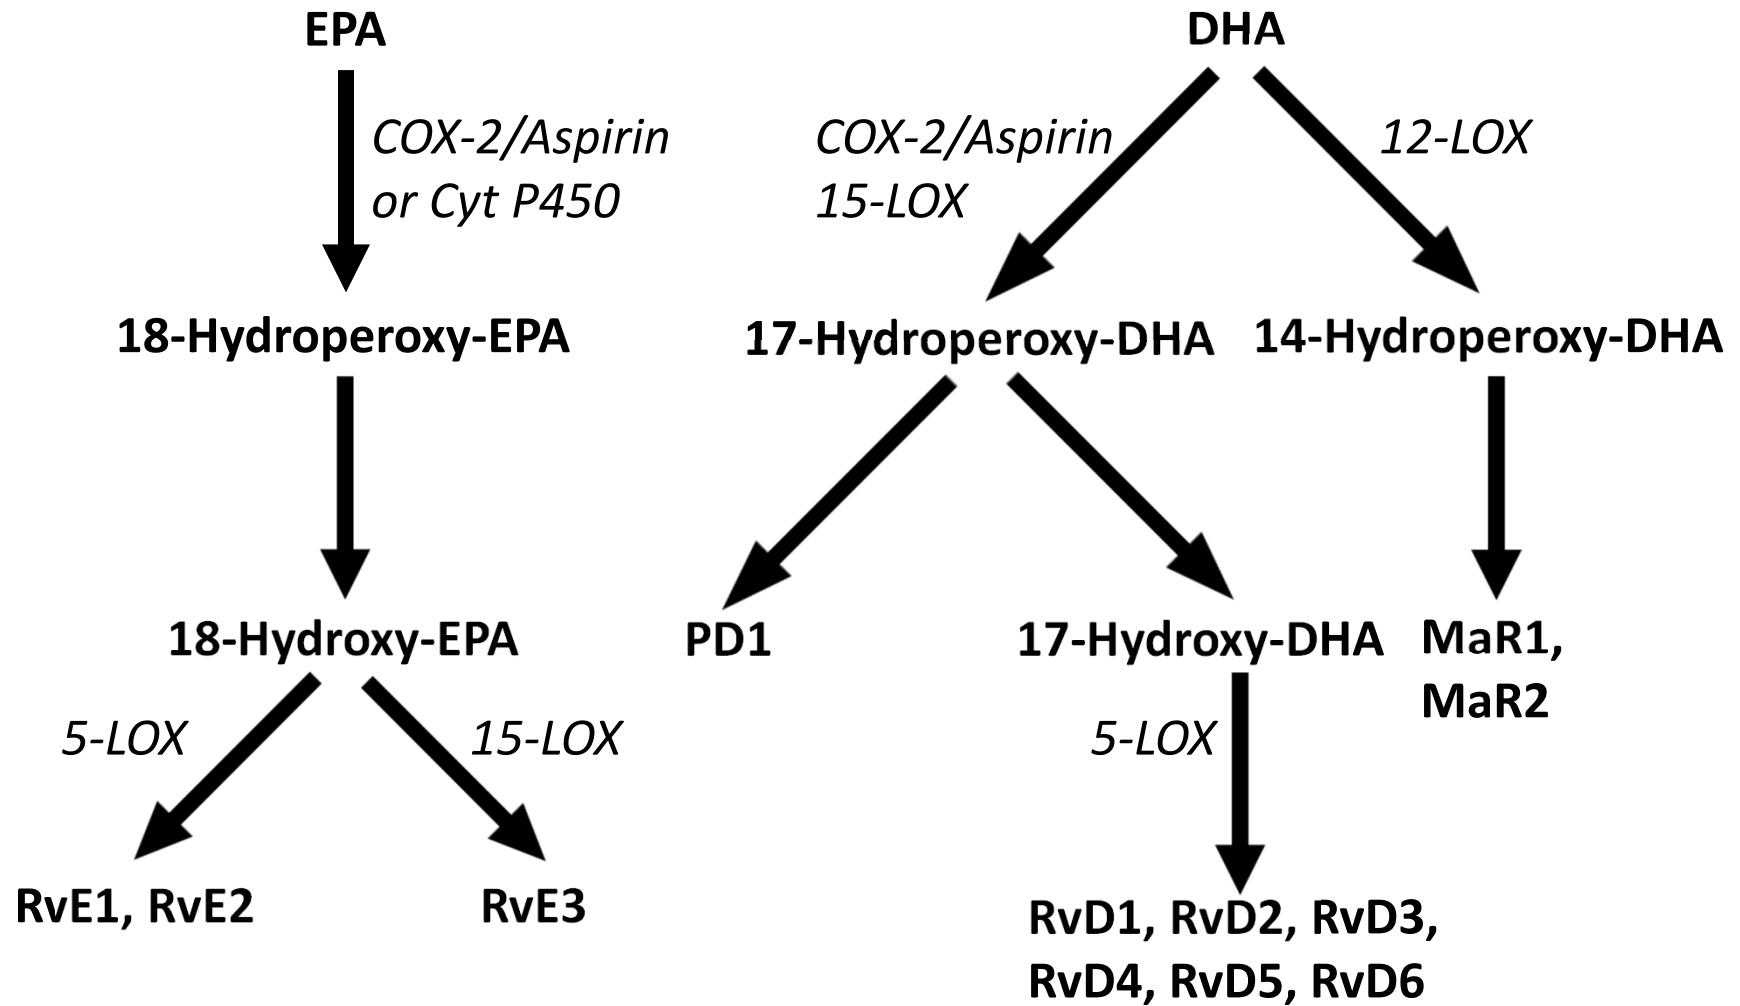 EPA
DHA
COX-2/Aspirin
or Cyt P450
COX-2/Aspirin
15-LOX
12-LOX
18-Hydroperoxy-EPA
17-Hydroperoxy-DHA
14-Hydroperoxy-DHA
18-Hydroxy-EPA
PD1
17-Hydroxy-DHA
MaR1,
MaR2
5-LOX
15-LOX
5-LOX
RvE1, RvE2
RvE3
RvD1, RvD2, RvD3,
RvD4, RvD5, RvD6